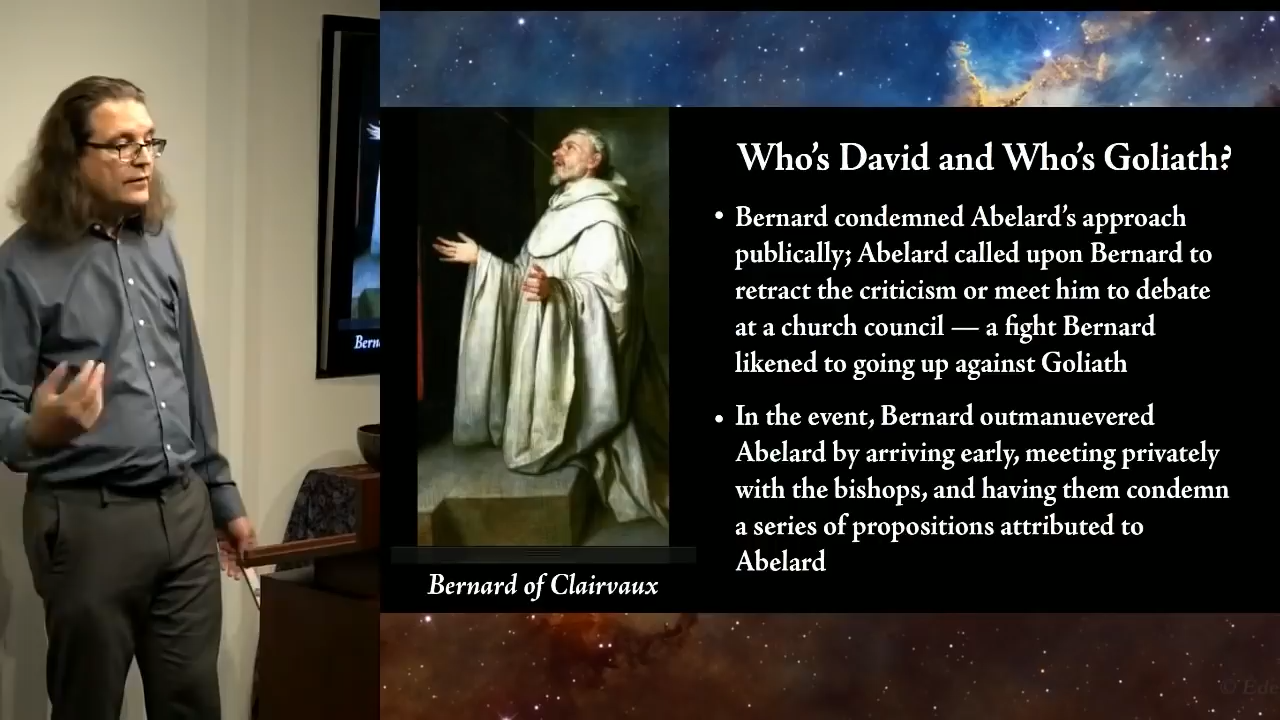 Who's David and Who's Goliath?
• Bernard condemned Abelard's approach
publically; Abelard called upon Bernard to
retract the criticism or meet him to debate
at a church council — a fight Bernard
likened to going up against Goliath
• In the event, Bernard outmanuevered
Abelard by arriving early, meeting privately
with the bishops, and having them condemn
a series of propositions attributed to
Abelard
Bernard of Clairvaux
Bern
© Ede